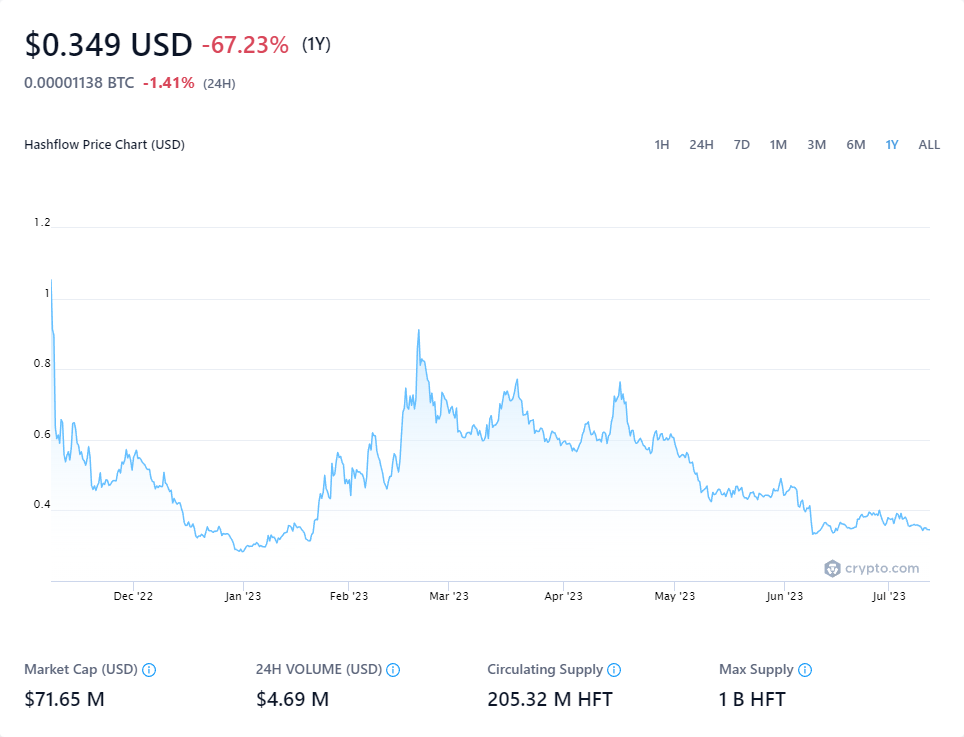 $0.349 USD -67.23% (1Y)
0.00001138 BTC -1.41% (24H)
Hashflow Price Chart (USD) 1H 24H 7D 1M 3M 6M 1Y ALL
1.2
1
0.8
0.6
0.4
crypto.com
Dec '22 Jan '23 Feb '23 Mar '23 Apr '23 May '23 Jun '23 Jul '23
Market Cap (USD) 24H VOLUME (USD) Circulating Supply Max Supply
$71.65 M $4.69 M 205.32 M HFT 1 B HFT